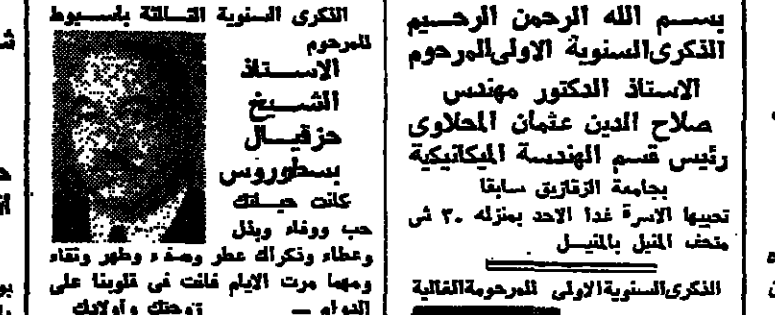 بسم الله الرحمن الرحيم
الذكرى السنوية الاولى للمرحوم
الاستاذ الدكتور مهندس
صلاح الدين عثمان المحلاوى
رئيس قسم الهندسة الميكانيكية
بجامعة الزقازيق سابقا
تحييها الاسرة غدا الاحد بمنزله ٣٠ ش
متحف المنيل بالمنيل
الذكرى السنوية الاولى للمرحومة الغالية
الذكرى السنوية الثالثة باسيوط
للمرحوم
الاستاذ
الشيخ
حزقيال
بسطوروس
كانت حياتك
حب ووفاء وبذل
وعطاء وذكراك عطر وصفاء وطهر ونقاء
ومهما مرت الايام فانت فى قلوبنا على
الدوام — زوجتك وأولادك